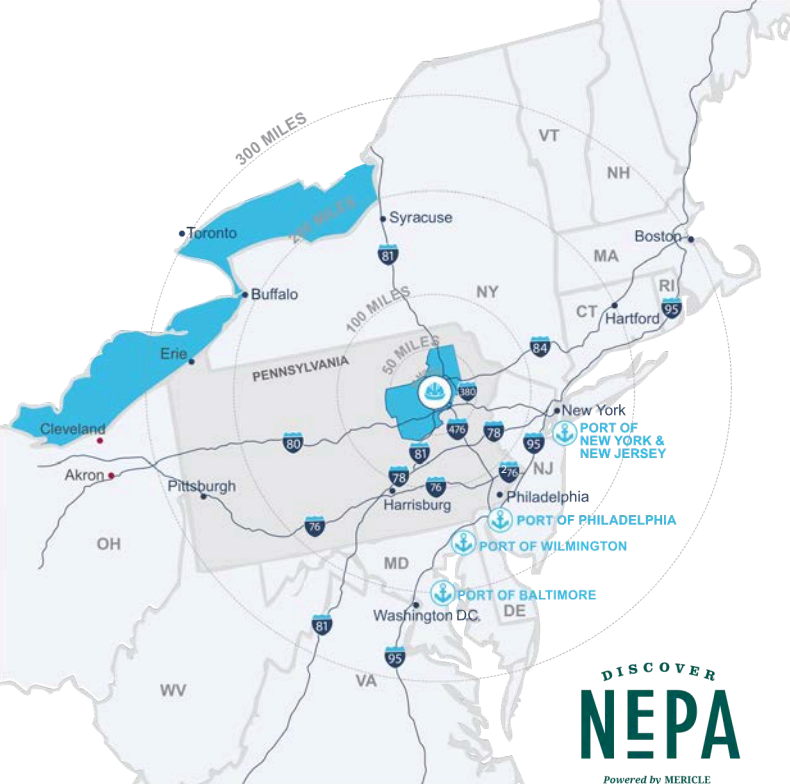 300 MILES
VT
NH
200 MILES
Toronto
Syracuse
Boston
81
MA
Buffalo
NY
RI
100 MILES
CT
95
Hartford
50 MILES
84
Erie
PENNSYLVANIA
380
New York
Cleveland
476
78
PORT OF
NEW YORK &
NEW JERSEY
80
95
81
NJ
Akron
78
276
Pittsburgh
76
Harrisburg
Philadelphia
76
PORT OF PHILADELPHIA
OH
PORT OF WILMINGTON
MD
PORT OF BALTIMORE
Washington D.C.
DE
81
95
VA
WV
DISCOVER
NEPA
Powered by MERICLE